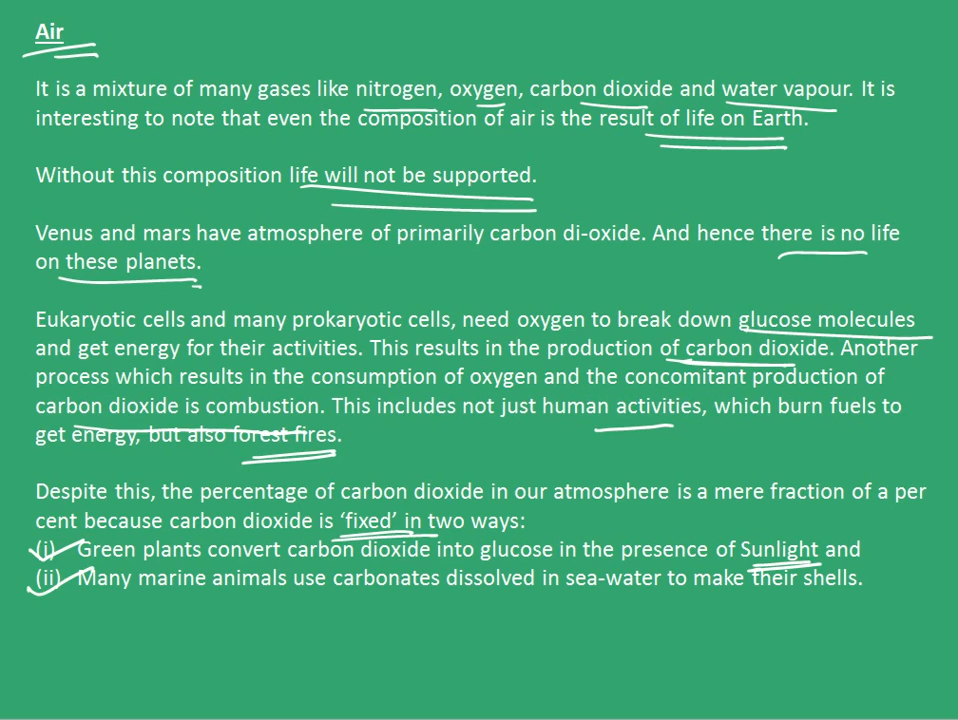 Air
It is a mixture of many gases like nitrogen, oxygen, carbon dioxide and water vapour. It is
interesting to note that even the composition of air is the result of life on Earth.
Without this composition life will not be supported.
Venus and mars have atmosphere of primarily carbon di-oxide. And hence there is no life
on these planets.
Eukaryotic cells and many prokaryotic cells, need oxygen to break down glucose molecules
and get energy for their activities. This results in the production of carbon dioxide. Another
process which results in the consumption of oxygen and the concomitant production of
carbon dioxide is combustion. This includes not just human activities, which burn fuels to
get energy, but also forest fires.
Despite this, the percentage of carbon dioxide in our atmosphere is a mere fraction of a per
cent because carbon dioxide is ‘fixed’ in two ways:
(i) Green plants convert carbon dioxide into glucose in the presence of Sunlight and
(ii) Many marine animals use carbonates dissolved in sea-water to make their shells.